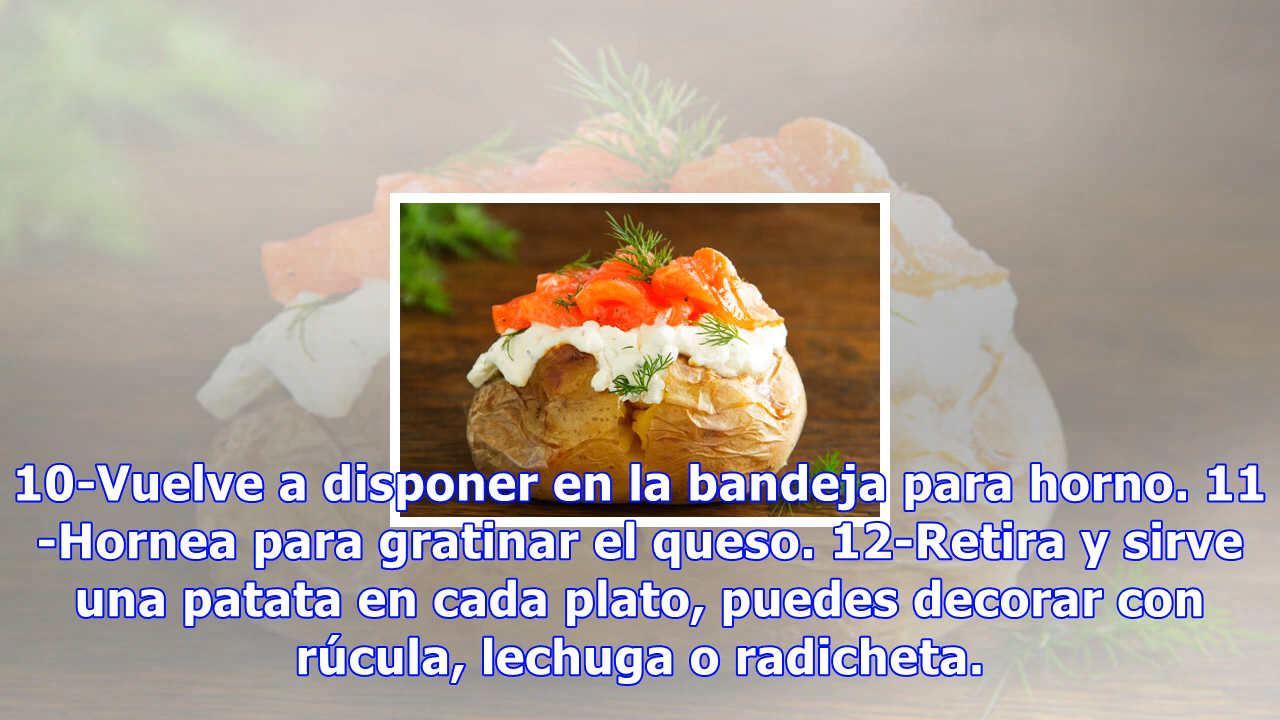 10-Vuelve a disponer en la bandeja para horno. 11
-Hornea para gratinar el queso. 12-Retira y sirve
una patata en cada plato, puedes decorar con
rúcula, lechuga o radicheta.